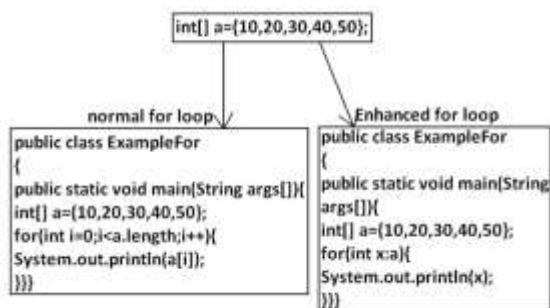 int[] a={10,20,30,40,50};
normal for loop
public class ExampleFor
{
public static void main(String args[]){
int[] a={10,20,30,40,50};
for(int i=0;i<a.length;i++){
System.out.println(a[i]);
}}}
Enhanced for loop
public class ExampleFor
{
public static void main(String
args[]){
int[] a={10,20,30,40,50};
for(int x:a){
System.out.println(x);
}}}